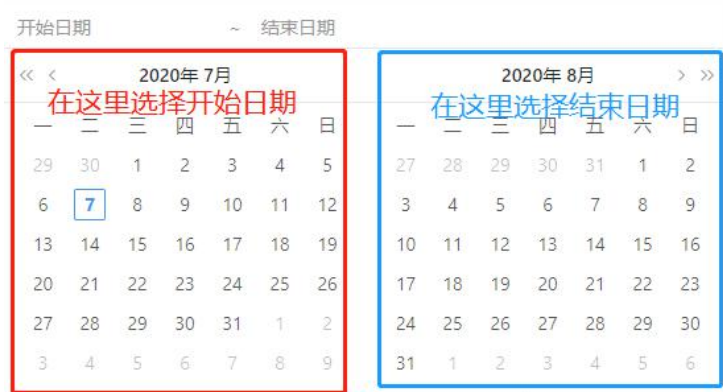 开始日期 ~ 结束日期
« < 2020年 7月
在这里选择开始日期
一 二 三 四 五 六 日
29 30 1 2 3 4 5
6 7 8 9 10 11 12
13 14 15 16 17 18 19
20 21 22 23 24 25 26
27 28 29 30 31 1 2
3 4 5 6 7 8 9
2020年 8月 > »
在这里选择结束日期
一 二 三 四 五 六 日
27 28 29 30 31 1 2
3 4 5 6 7 8 9
10 11 12 13 14 15 16
17 18 19 20 21 22 23
24 25 26 27 28 29 30
31 1 2 3 4 5 6